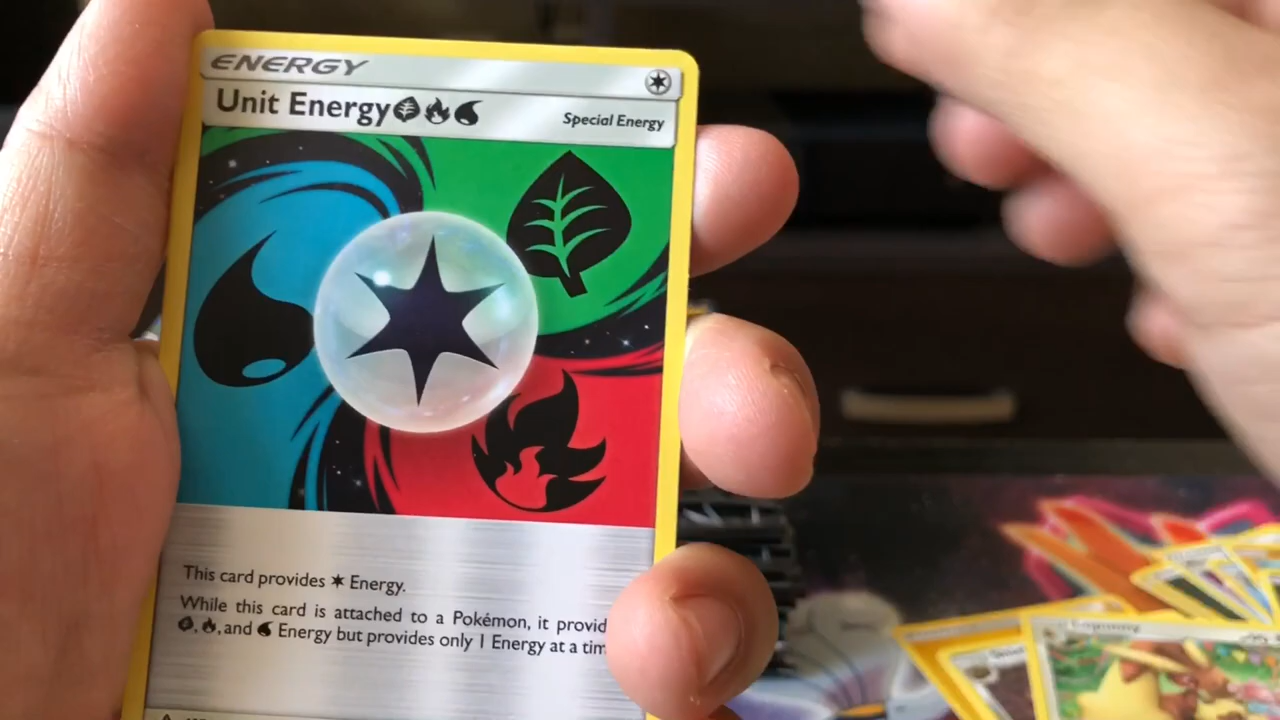 ENERGY
Unit Energy
Special Energy
This card provides Energy.
While this card is attached to a Pokémon, it provid
, , and Energy but provides only 1 Energy at a tim